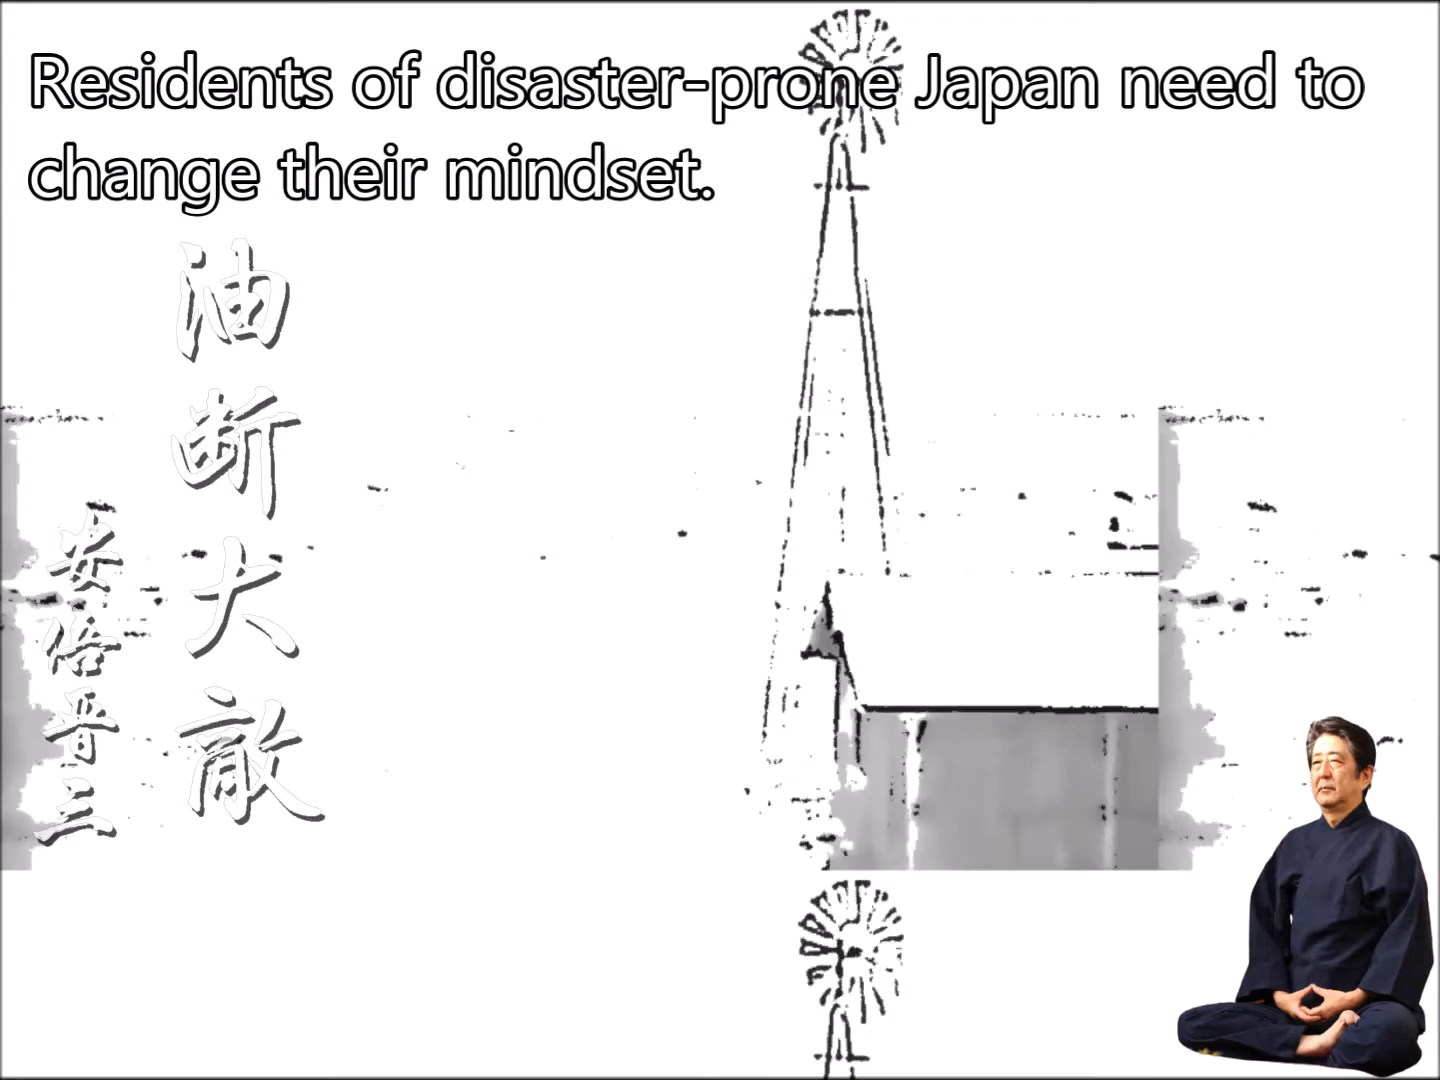 Residents of disaster-prone Japan need to
change their mindset.
油断大敵
安倍晋三